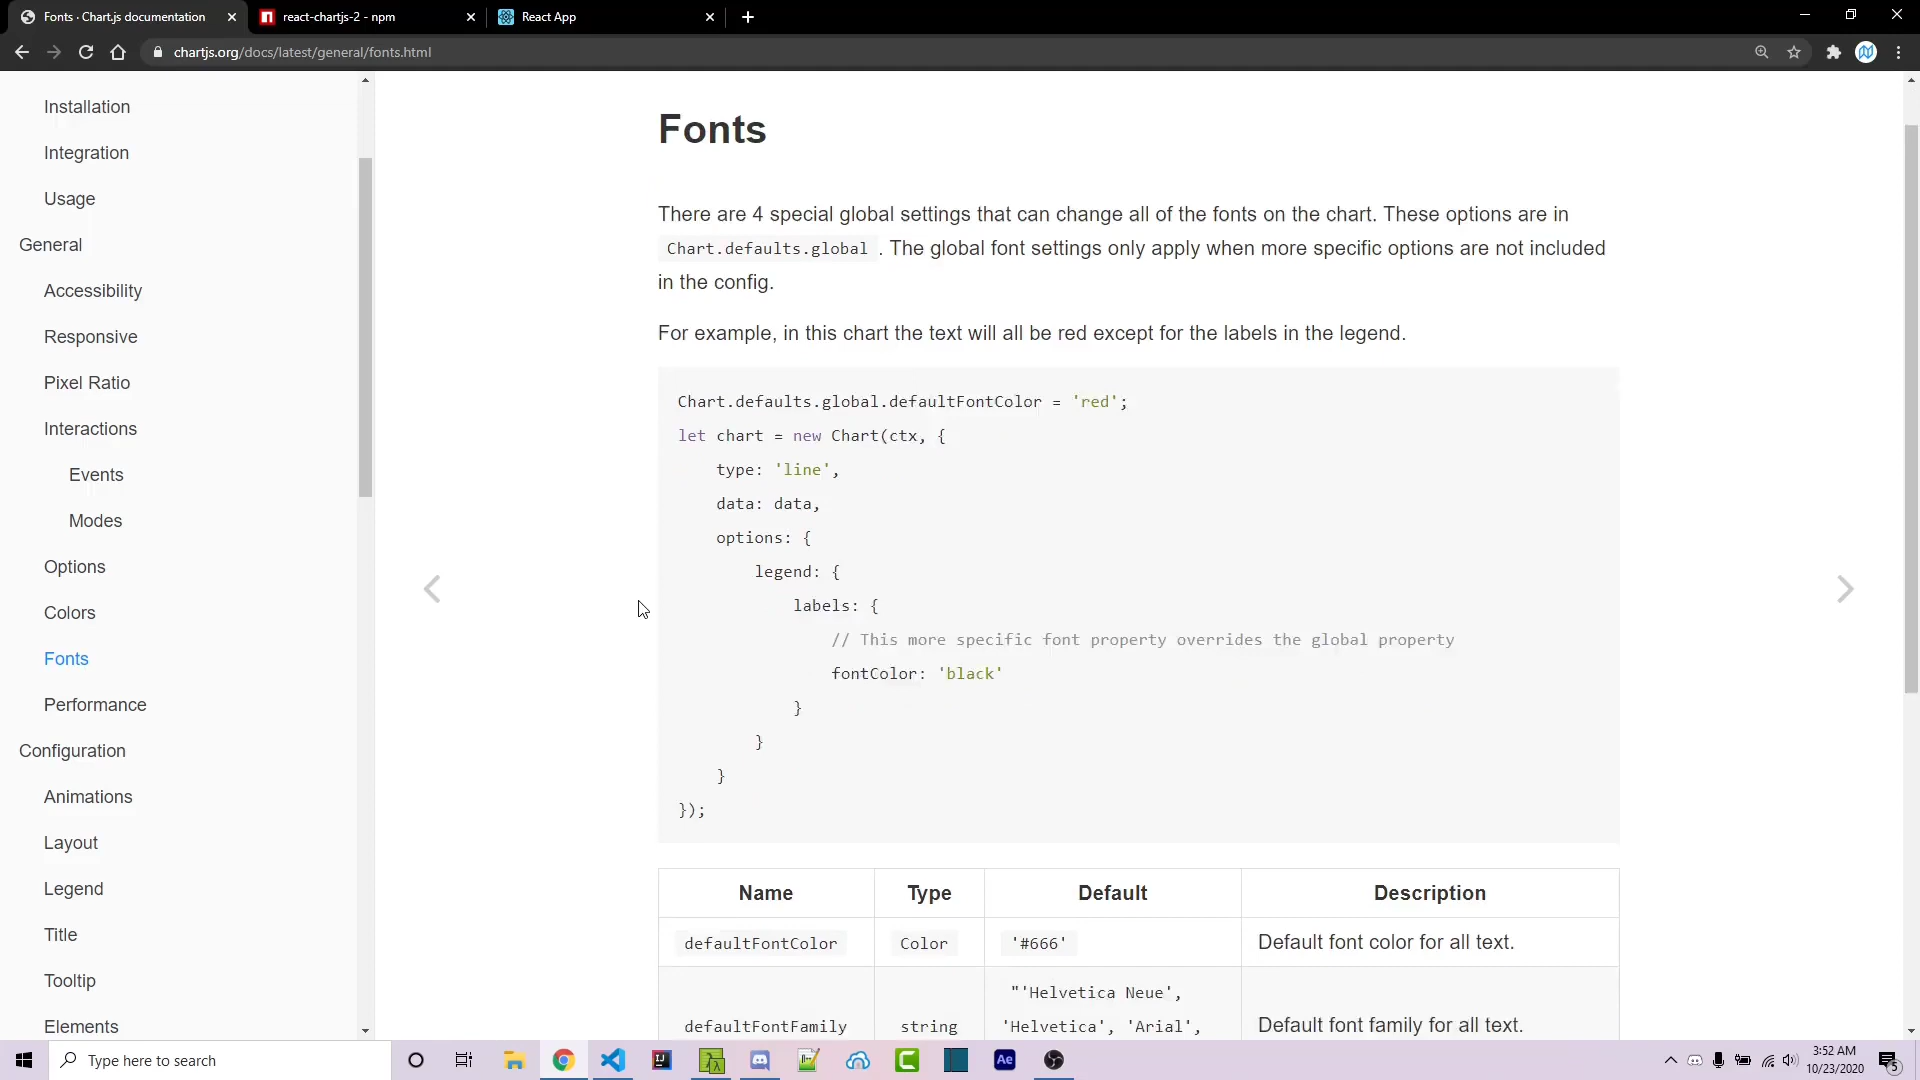 Fonts · Chart.js documentation
react-chartjs-2 - npm
React App
chartjs.org/docs/latest/general/fonts.html
Installation
Integration
Usage
General
Accessibility
Responsive
Pixel Ratio
Interactions
Events
Modes
Options
Colors
Fonts
Performance
Configuration
Animations
Layout
Legend
Title
Tooltip
Elements
Fonts
There are 4 special global settings that can change all of the fonts on the chart. These options are in
Chart.defaults.global . The global font settings only apply when more specific options are not included
in the config.
For example, in this chart the text will all be red except for the labels in the legend.
Chart.defaults.global.defaultFontColor = 'red';
let chart = new Chart(ctx, {
    type: 'line',
    data: data,
    options: {
        legend: {
            labels: {
                // This more specific font property overrides the global property
                fontColor: 'black'
            }
        }
    }
});
Name Type Default Description
defaultFontColor Color '#666' Default font color for all text.
"'Helvetica Neue',
defaultFontFamily string 'Helvetica', 'Arial', Default font family for all text.
Type here to search
Ae
3:52 AM
10/23/2020
5